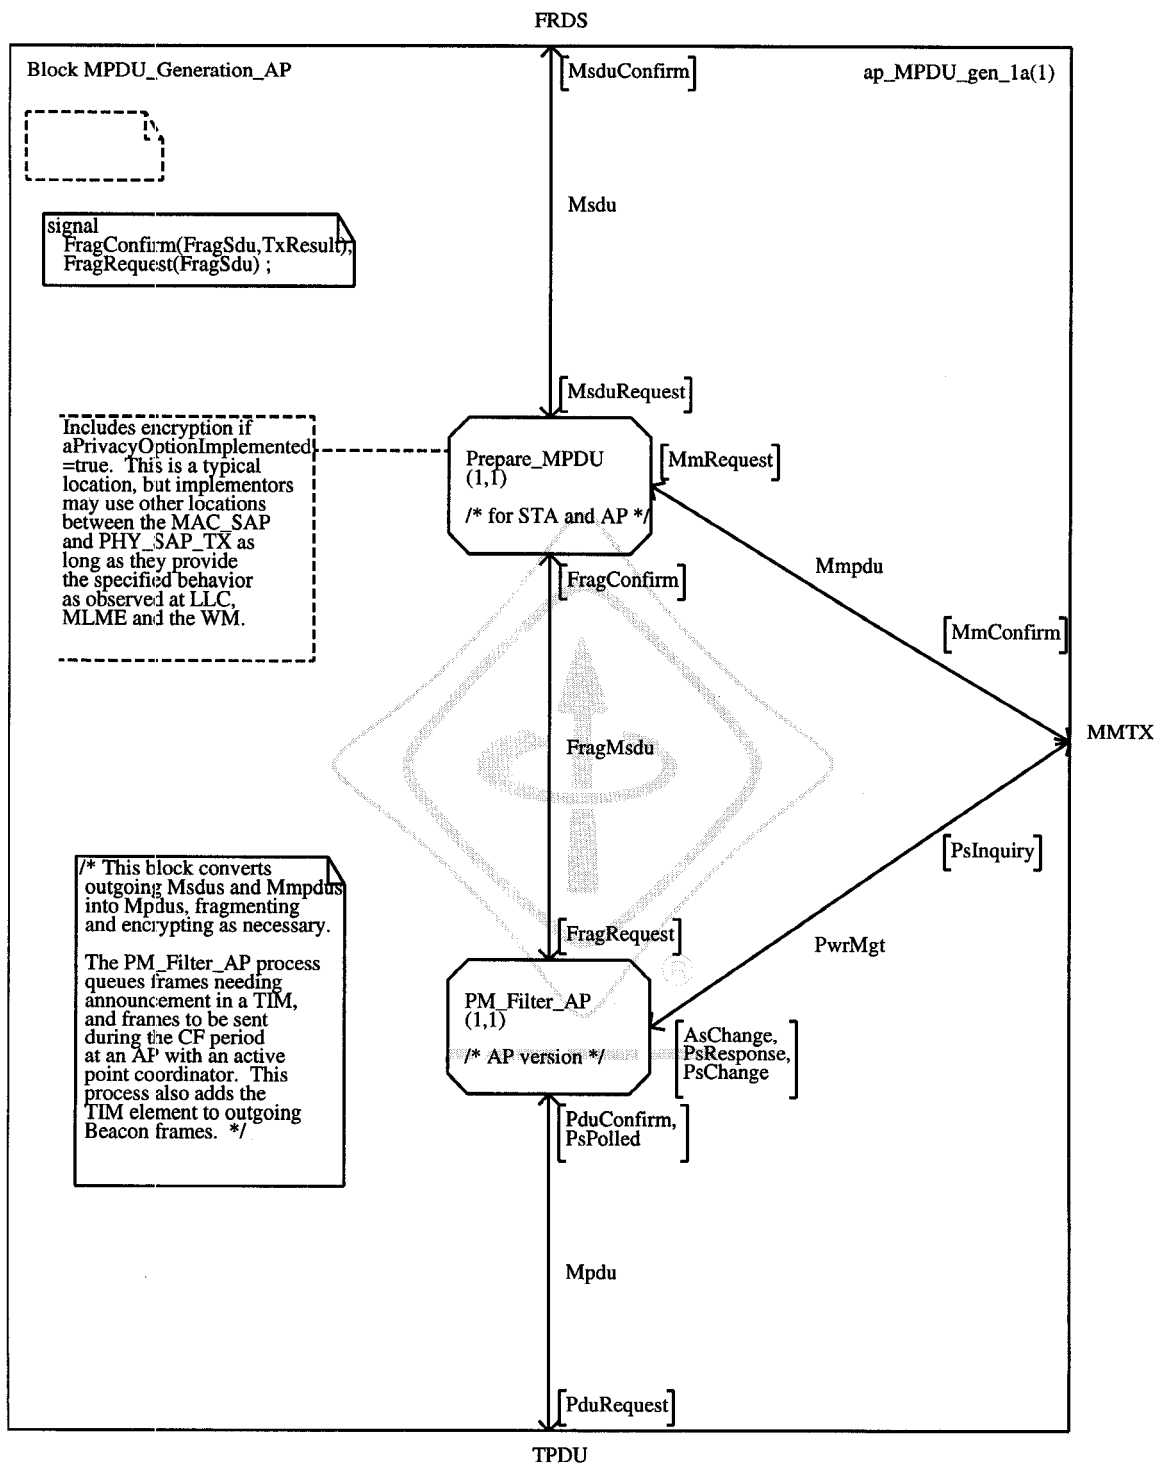 FRDS
Block MPDU_Generation_AP
ap_MPDU_gen_1a(1)
[MsduConfirm]
Msdu
signal
FragConfirm(FragSdu,TxResult),
FragRequest(FragSdu) ;
[MsduRequest]
Includes encryption if
aPrivacyOptionImplemented
=true. This is a typical
location, but implementors
may use other locations
between the MAC_SAP
and PHY_SAP_TX as
long as they provide
the specified behavior
as observed at LLC,
MLME and the WM.
Prepare_MPDU
(1,1)
/* for STA and AP */
[MmRequest]
Mmpdu
[FragConfirm]
[MmConfirm]
MMTX
FragMsdu
[PsInquiry]
/* This block converts
outgoing Msdus and Mmpdus
into Mpdus, fragmenting
and encrypting as necessary.
The PM_Filter_AP process
queues frames needing
announcement in a TIM,
and frames to be sent
during the CF period
at an AP with an active
point coordinator. This
process also adds the
TIM element to outgoing
Beacon frames. */
[FragRequest]
PwrMgt
®
PM_Filter_AP
(1,1)
/* AP version */
[AsChange,
PsResponse,
PsChange]
[PduConfirm,
PsPolled]
Mpdu
[PduRequest]
TPDU